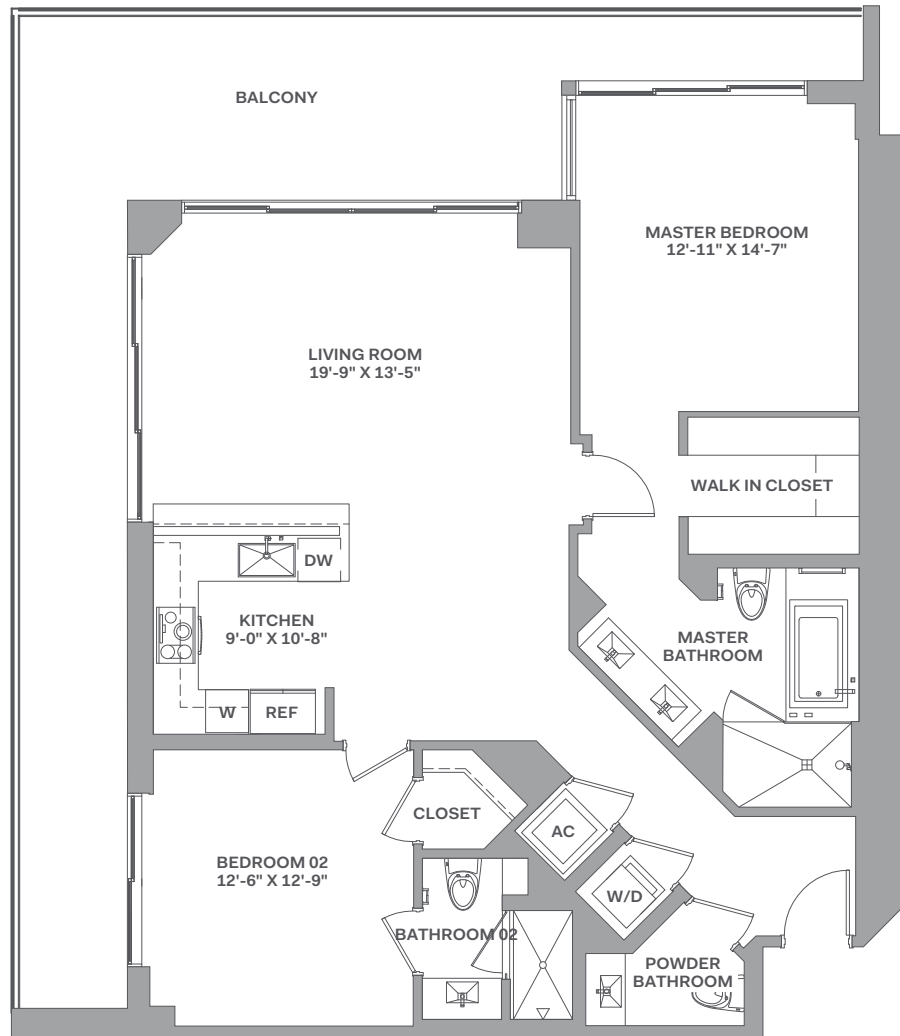 BALCONY
MASTER BEDROOM
12'-11" X 14'-7"
LIVING ROOM
19'-9" X 13'-5"
WALK IN CLOSET
DW
KITCHEN
9'-0" X 10'-8"
MASTER
BATHROOM
W
REF
CLOSET
AC
BEDROOM 02
12'-6" X 12'-9"
W/D
BATHROOM 02
POWDER
BATHROOM